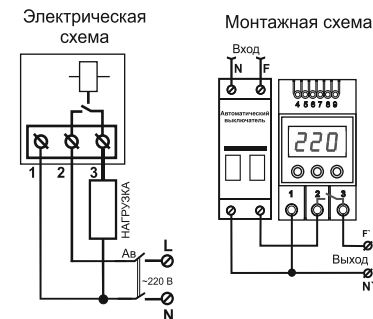 Электрическая
схема
1 2 3
НАГРУЗКА
Ав
L
~220 В
N
Монтажная схема
Вход
N F
Автоматический
выключатель
4 5 6 7 8 9
220
1 2 3
F`
Выход
N`